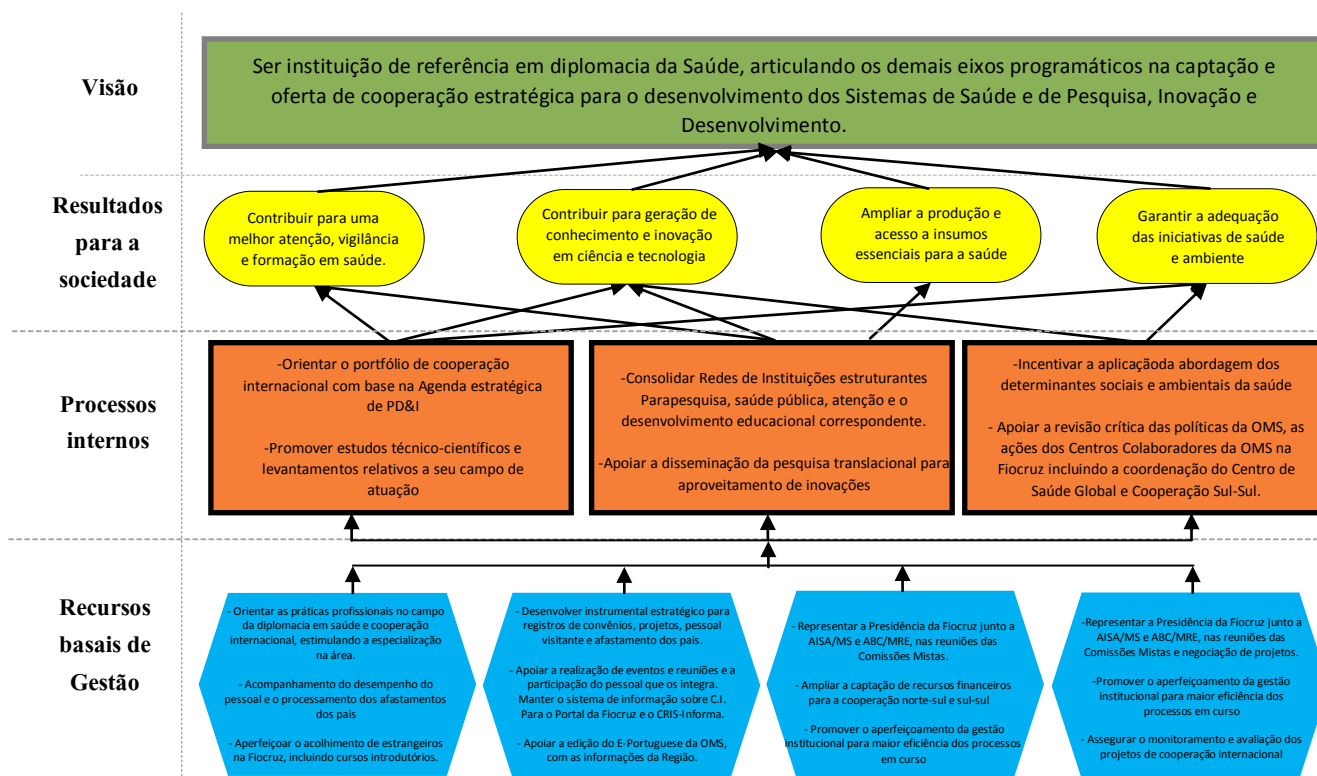 Visão
Ser instituição de referência em diplomacia da Saúde, articulando os demais eixos programáticos na captação e
oferta de cooperação estratégica para o desenvolvimento dos Sistemas de Saúde e de Pesquisa, Inovação e
Desenvolvimento.
Resultados
para a
sociedade
Contribuir para uma
melhor atenção, vigilância
e formação em saúde.
Contribuir para geração de
conhecimento e inovação
em ciência e tecnologia
Ampliar a produção e
acesso a insumos
essenciais para a saúde
Garantir a adequação
das iniciativas de saúde
e ambiente
Processos
internos
-Orientar o portfólio de cooperação
internacional com base na Agenda estratégica
de PD&I
-Promover estudos técnico-científicos e
levantamentos relativos a seu campo de
atuação
-Consolidar Redes de Instituições estruturantes
Parapesquisa, saúde pública, atenção e o
desenvolvimento educacional correspondente.
-Apoiar a disseminação da pesquisa translacional para
aproveitamento de inovações
-Incentivar a aplicaçãoda abordagem dos
determinantes sociais e ambientais da saúde
- Apoiar a revisão crítica das políticas da OMS, as
ações dos Centros Colaboradores da OMS na
Fiocruz incluindo a coordenação do Centro de
Saúde Global e Cooperação Sul-Sul.
Recursos
basais de
Gestão
- Orientar as práticas profissionais no campo
da diplomacia em saúde e cooperação
internacional, estimulando a especialização
na área.
- Acompanhamento do desempenho do
pessoal e o processamento dos afastamentos
dos pais
- Aperfeiçoar o acolhimento de estrangeiros
na Fiocruz, incluindo cursos introdutórios.
- Desenvolver instrumental estratégico para
registros de convênios, projetos, pessoal
visitante e afastamentos dos pais.
- Apoiar a realização de eventos e reuniões e a
participação do pessoal que os integra.
Manter o sistema de informação sobre C.I.
Para o Portal da Fiocruz e o CRIS-Informa.
- Apoiar a edição do E-Portuguese da OMS,
com as informações da Região.
- Representar a Presidência da Fiocruz junto a
AISA/MS e ABC/MRE, nas reuniões das
Comissões Mistas.
- Ampliar a captação de recursos financeiros
para a cooperação norte-sul e sul-sul
- Promover o aperfeiçoamento da gestão
institucional para maior eficiência dos processos
em curso
-Representar a Presidência da Fiocruz junto a
AISA/MS e ABC/MRE, nas reuniões das
Comissões Mistas e negociação de projetos.
-Promover o aperfeiçoamento da gestão
institucional para maior eficiência dos
processos em curso
- Assegurar o monitoramento e avaliação dos
projetos de cooperação internacional